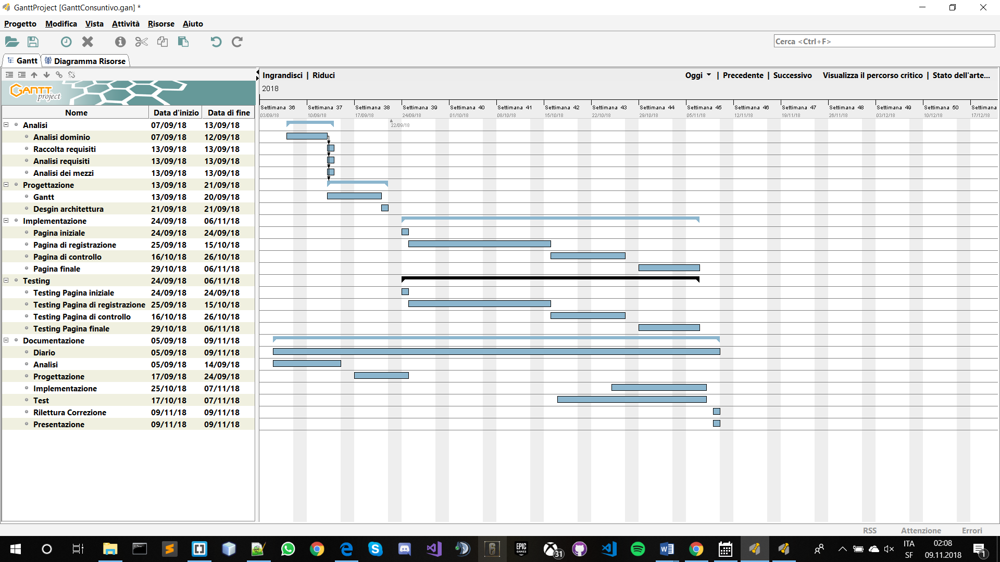 GanttProject [GanttConsuntivo.gan] *
Progetto Modifica Vista Attività Risorse Aiuto
Cerca <Ctrl+F>
Gantt Diagramma Risorse
Ingrandisci | Riduci Oggi | Precedente | Successivo Visualizza il percorso critico | Stato dell'arte...
GANTT project
2018
Settimana 36 Settimana 37 Settimana 38 Settimana 39 Settimana 40 Settimana 41 Settimana 42 Settimana 43 Settimana 44 Settimana 45 Settimana 46 Settimana 47 Settimana 48 Settimana 49 Settimana 50 Settimana
03/09/18 10/09/18 17/09/18 24/09/18 01/10/18 08/10/18 15/10/18 22/10/18 29/10/18 05/11/18 12/11/18 19/11/18 26/11/18 03/12/18 10/12/18 17/12/18
22/09/18
Nome Data d'inizio Data di fine
Analisi 07/09/18 13/09/18
Analisi dominio 07/09/18 12/09/18
Raccolta requisiti 13/09/18 13/09/18
Analisi requisiti 13/09/18 13/09/18
Analisi dei mezzi 13/09/18 13/09/18
Progettazione 13/09/18 21/09/18
Gantt 13/09/18 20/09/18
Desgin architettura 21/09/18 21/09/18
Implementazione 24/09/18 06/11/18
Pagina iniziale 24/09/18 24/09/18
Pagina di registrazione 25/09/18 15/10/18
Pagina di controllo 16/10/18 26/10/18
Pagina finale 29/10/18 06/11/18
Testing 24/09/18 06/11/18
Testing Pagina iniziale 24/09/18 24/09/18
Testing Pagina di registrazione 25/09/18 15/10/18
Testing Pagina di controllo 16/10/18 26/10/18
Testing Pagina finale 29/10/18 06/11/18
Documentazione 05/09/18 09/11/18
Diario 05/09/18 09/11/18
Analisi 05/09/18 14/09/18
Progettazione 17/09/18 24/09/18
Implementazione 25/10/18 07/11/18
Test 17/10/18 07/11/18
Rilettura Correzione 09/11/18 09/11/18
Presentazione 09/11/18 09/11/18
RSS Attenzione Errori
EPIC GAMES
31
ITA
SF
02:08
09.11.2018
1